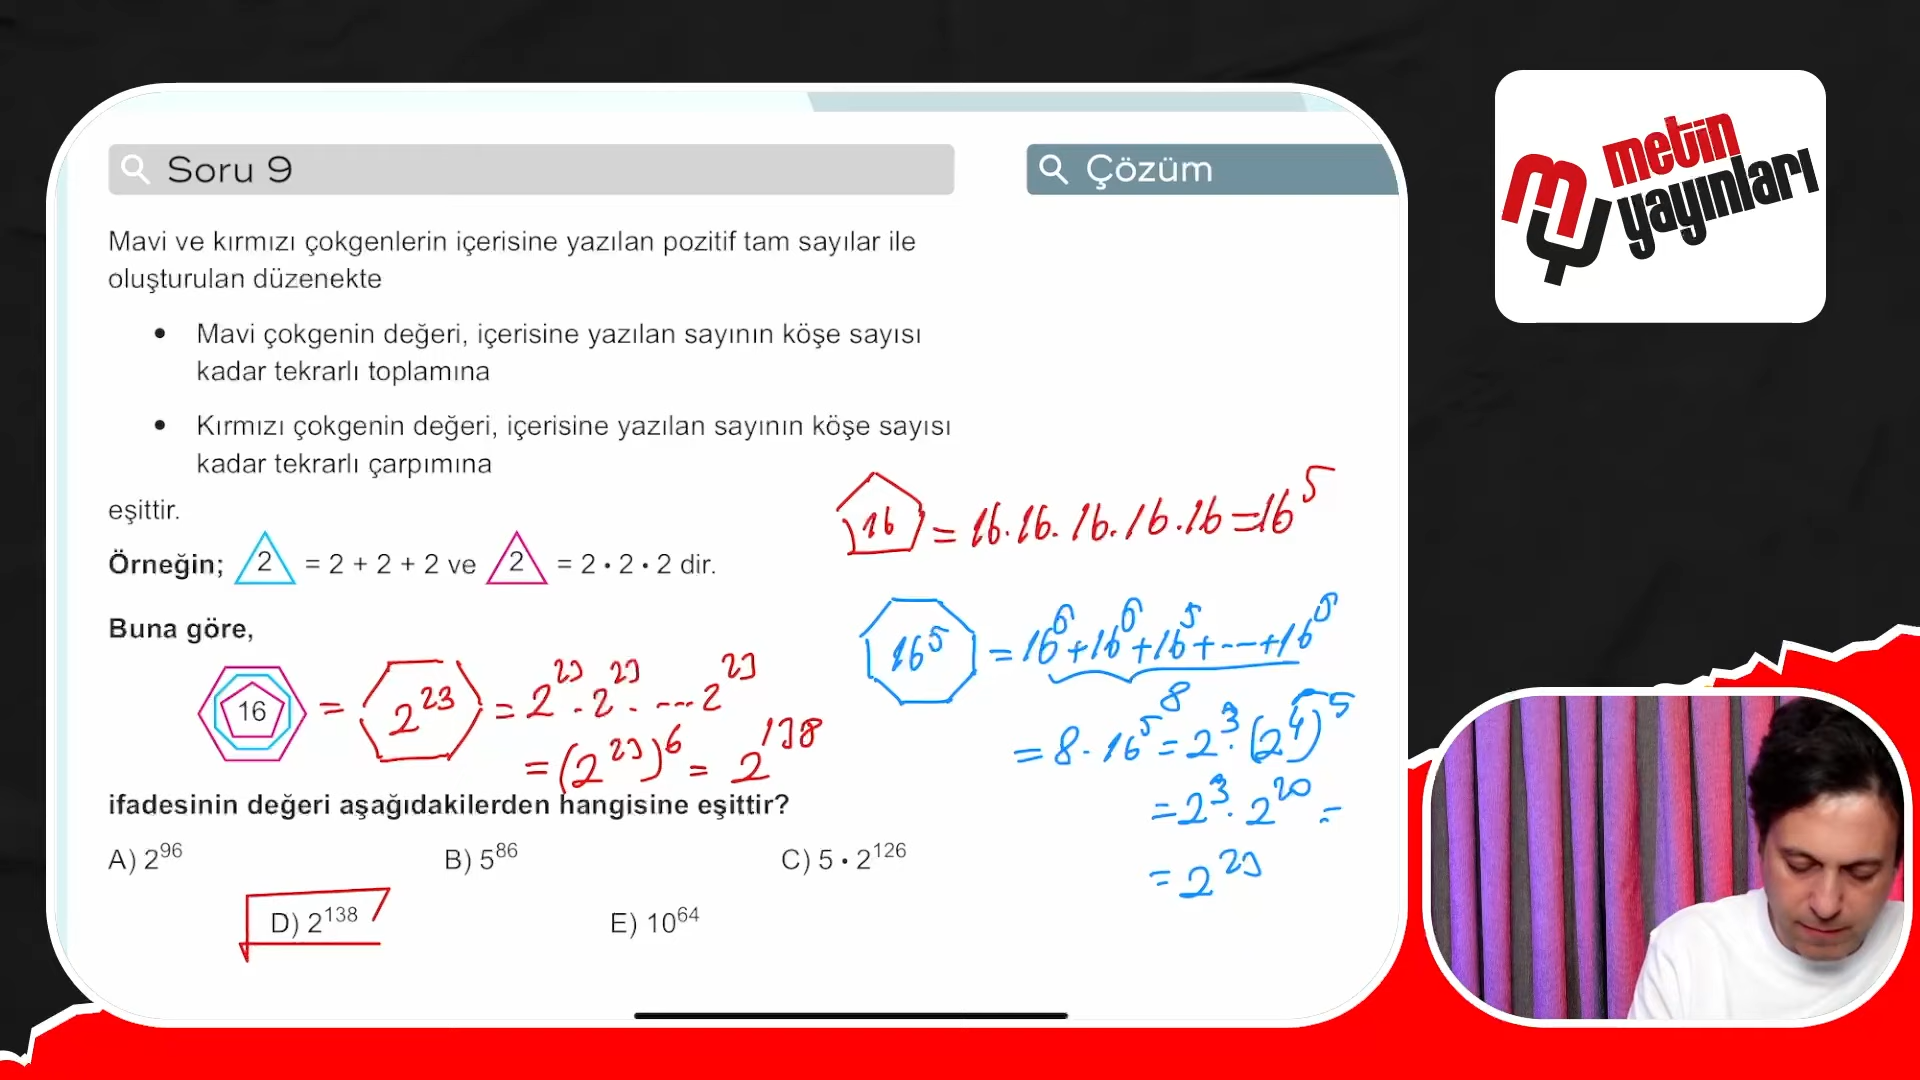 Soru 9
Çözüm
metin
yayınları
Mavi ve kırmızı çokgenlerin içerisine yazılan pozitif tam sayılar ile
oluşturulan düzenekte
• Mavi çokgenin değeri, içerisine yazılan sayının köşe sayısı
kadar tekrarlı toplamına
• Kırmızı çokgenin değeri, içerisine yazılan sayının köşe sayısı
kadar tekrarlı çarpımına
eşittir.
16 = 16.16.16.16.16 = 16⁵
Örneğin; 2 = 2 + 2 + 2 ve 2 = 2 • 2 • 2 dir.
16⁵ = 16⁵+16⁵+16⁵+---+16⁵
8
Buna göre,
16 = 2²³ = 2²³.2²³. ...2²³
= (2²³)⁶ = 2¹³⁸
= 8.16⁵ = 2³.(2⁴)⁵
= 2³.2²⁰ =
= 2²³
ifadesinin değeri aşağıdakilerden hangisine eşittir?
A) 2⁹⁶ B) 5⁸⁶ C) 5 • 2¹²⁶
D) 2¹³⁸ E) 10⁶⁴